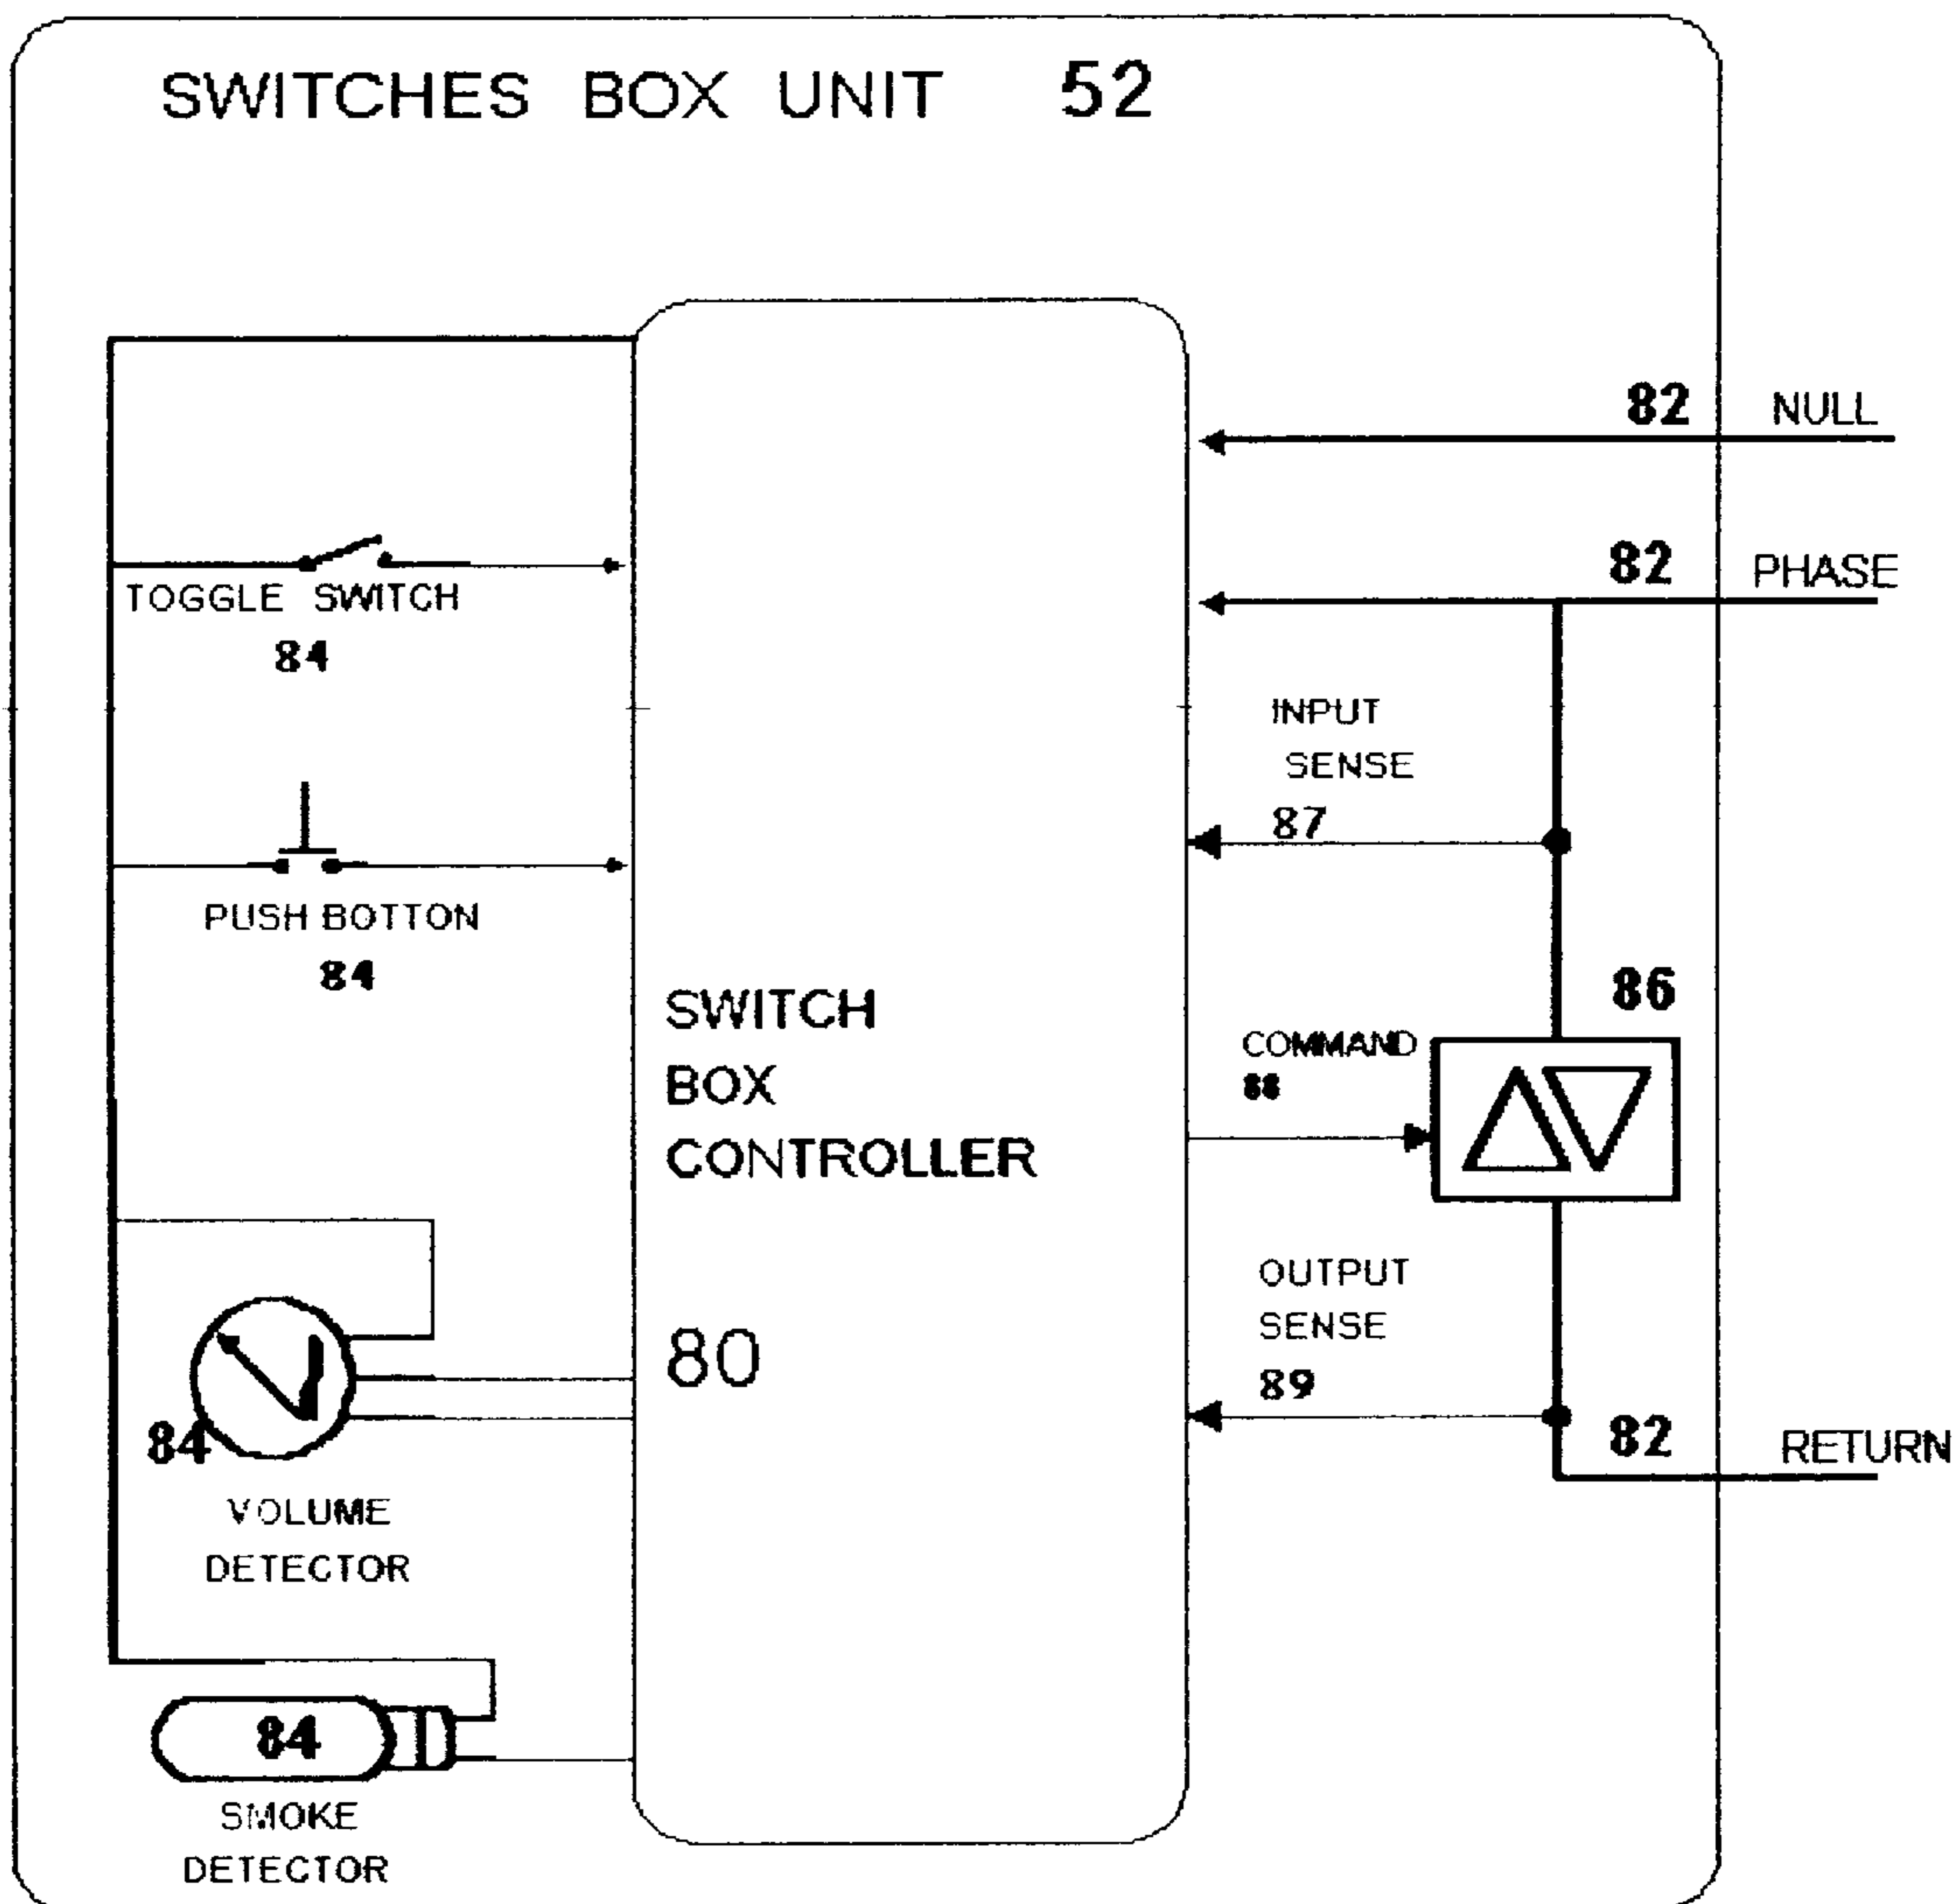 SWITCHES BOX UNIT 52
82 NULL
82 PHASE
TOGGLE SWITCH
84
INPUT
SENSE
87
PUSH BOTTON
84
SWITCH
BOX
CONTROLLER
80
86
COMMAND
88
OUTPUT
SENSE
89
82 RETURN
84
VOLUME
DETECTOR
84
SMOKE
DETECTOR